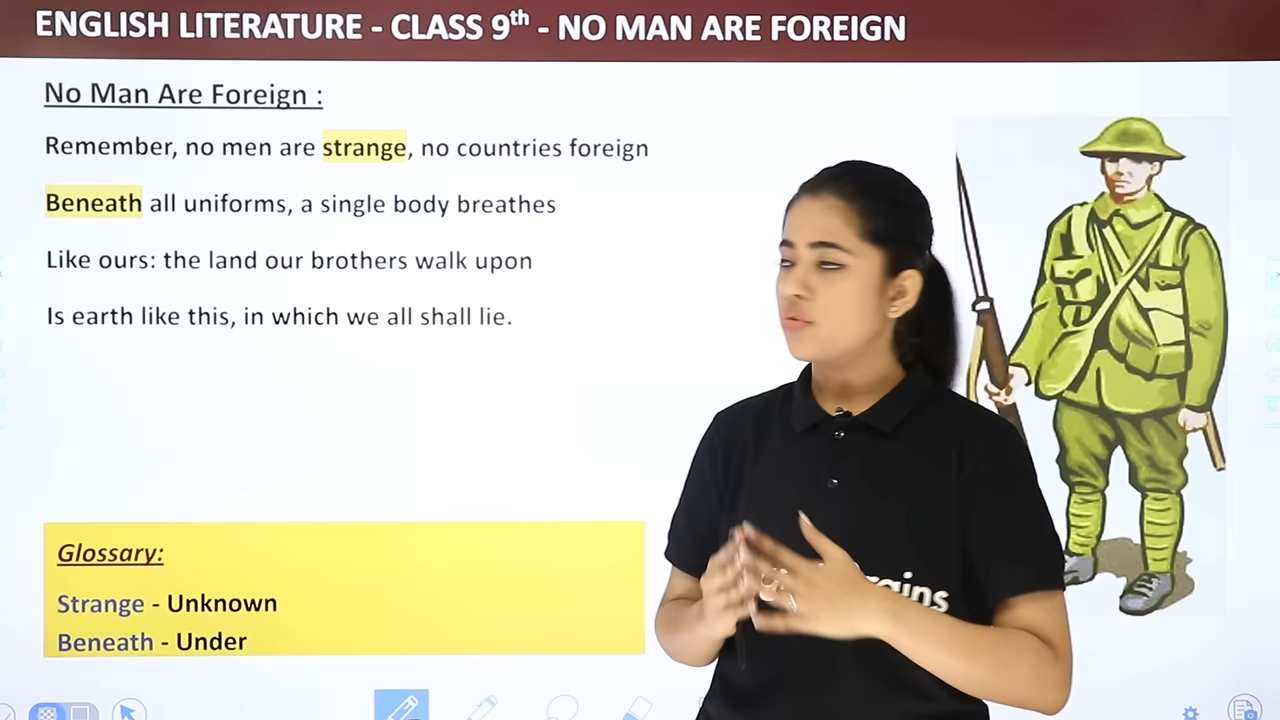 ENGLISH LITERATURE - CLASS 9th - NO MAN ARE FOREIGN
No Man Are Foreign :
Remember, no men are strange, no countries foreign
Beneath all uniforms, a single body breathes
Like ours: the land our brothers walk upon
Is earth like this, in which we all shall lie.
Glossary:
Strange - Unknown
Beneath - Under